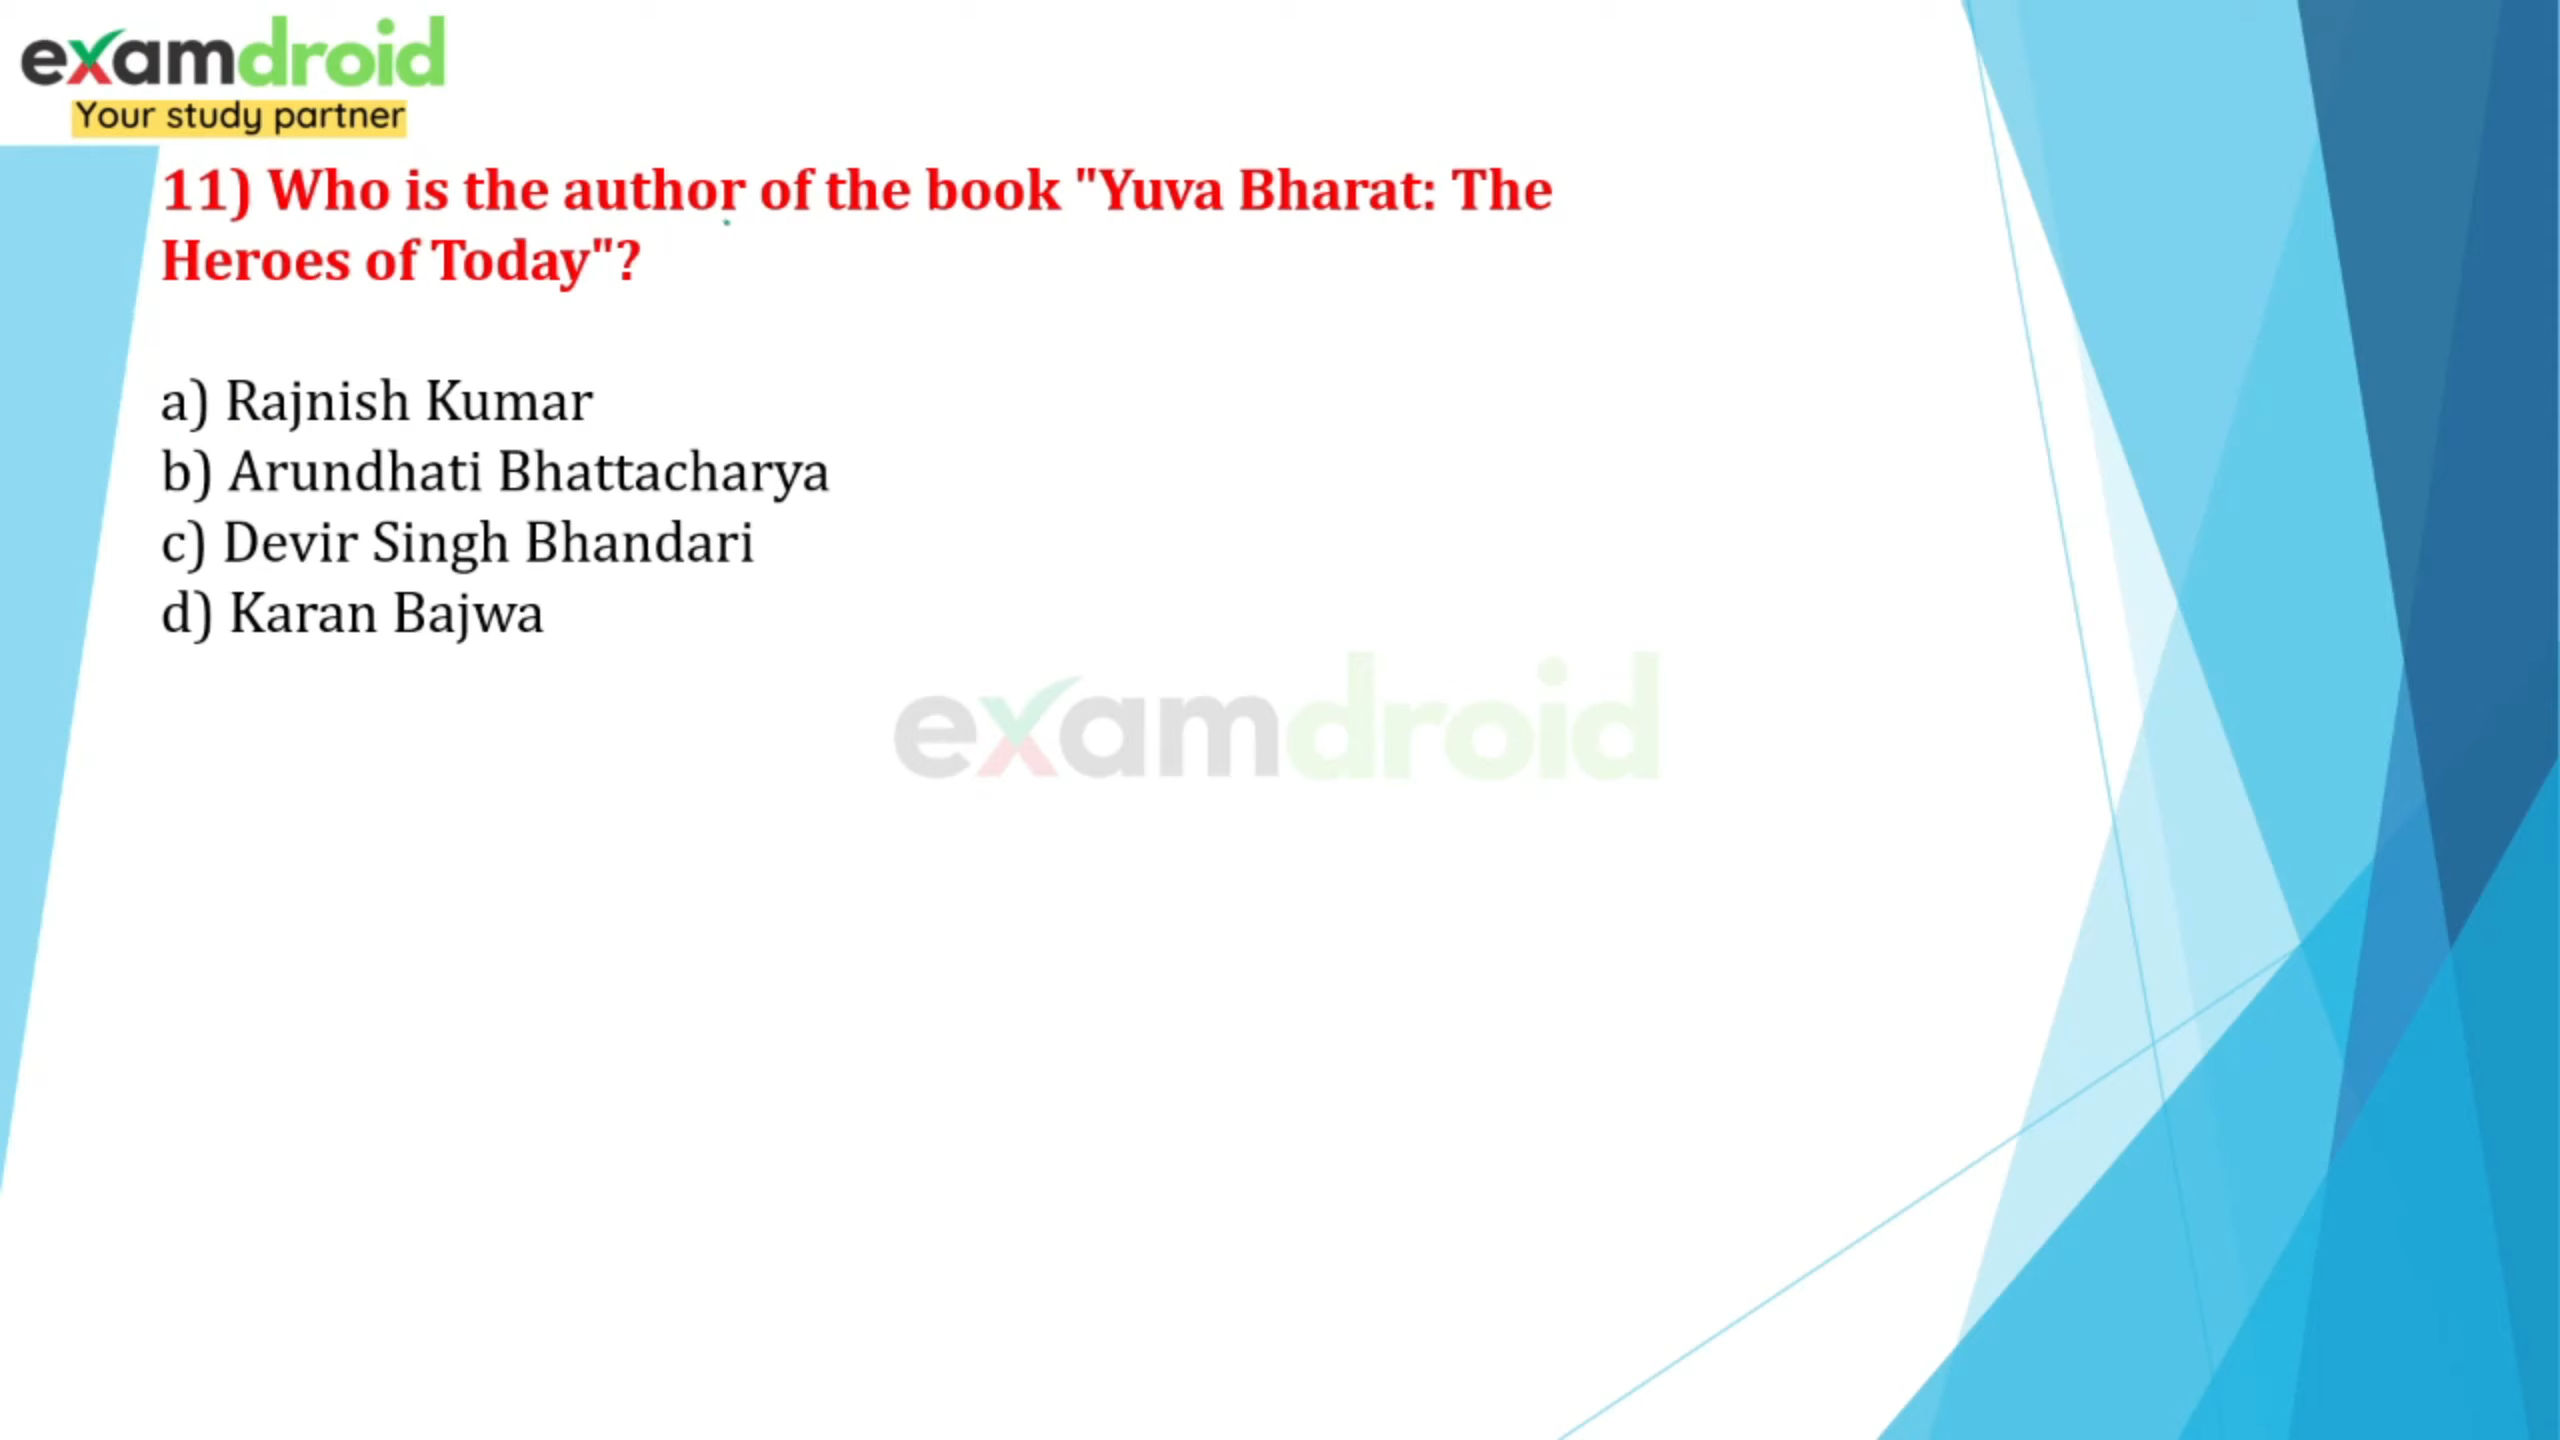 examdroid
Your study partner
11) Who is the author of the book "Yuva Bharat: The
Heroes of Today"?
a) Rajnish Kumar
b) Arundhati Bhattacharya
c) Devir Singh Bhandari
d) Karan Bajwa
examdroid